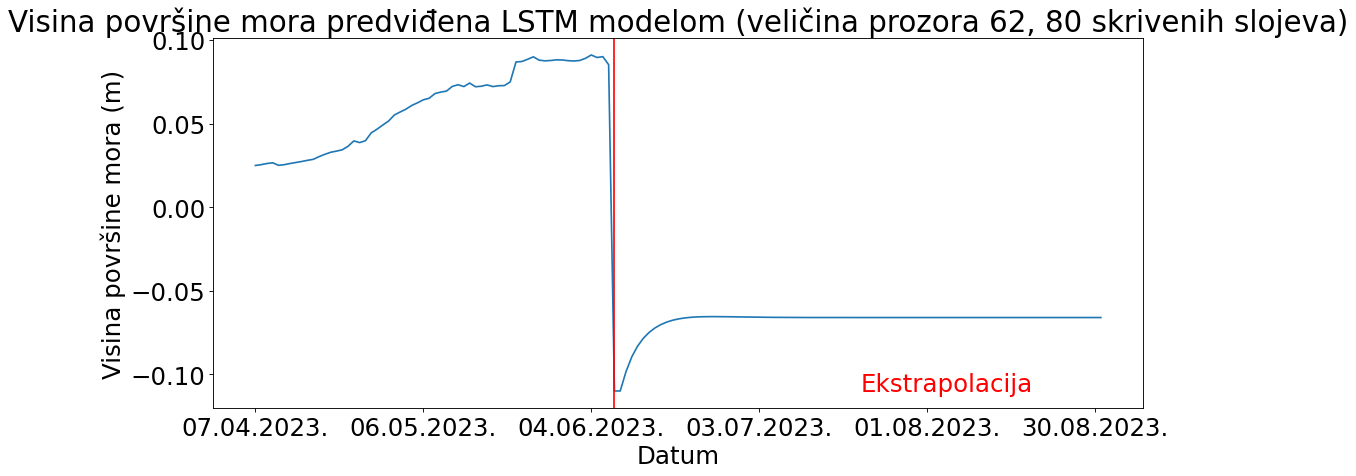 Visina površine mora predviđena LSTM modelom (veličina prozora 62, 80 skrivenih slojeva)
Visina površine mora (m)
0.10
0.05
0.00
−0.05
−0.10
Ekstrapolacija
07.04.2023. 06.05.2023. 04.06.2023. 03.07.2023. 01.08.2023. 30.08.2023.
Datum